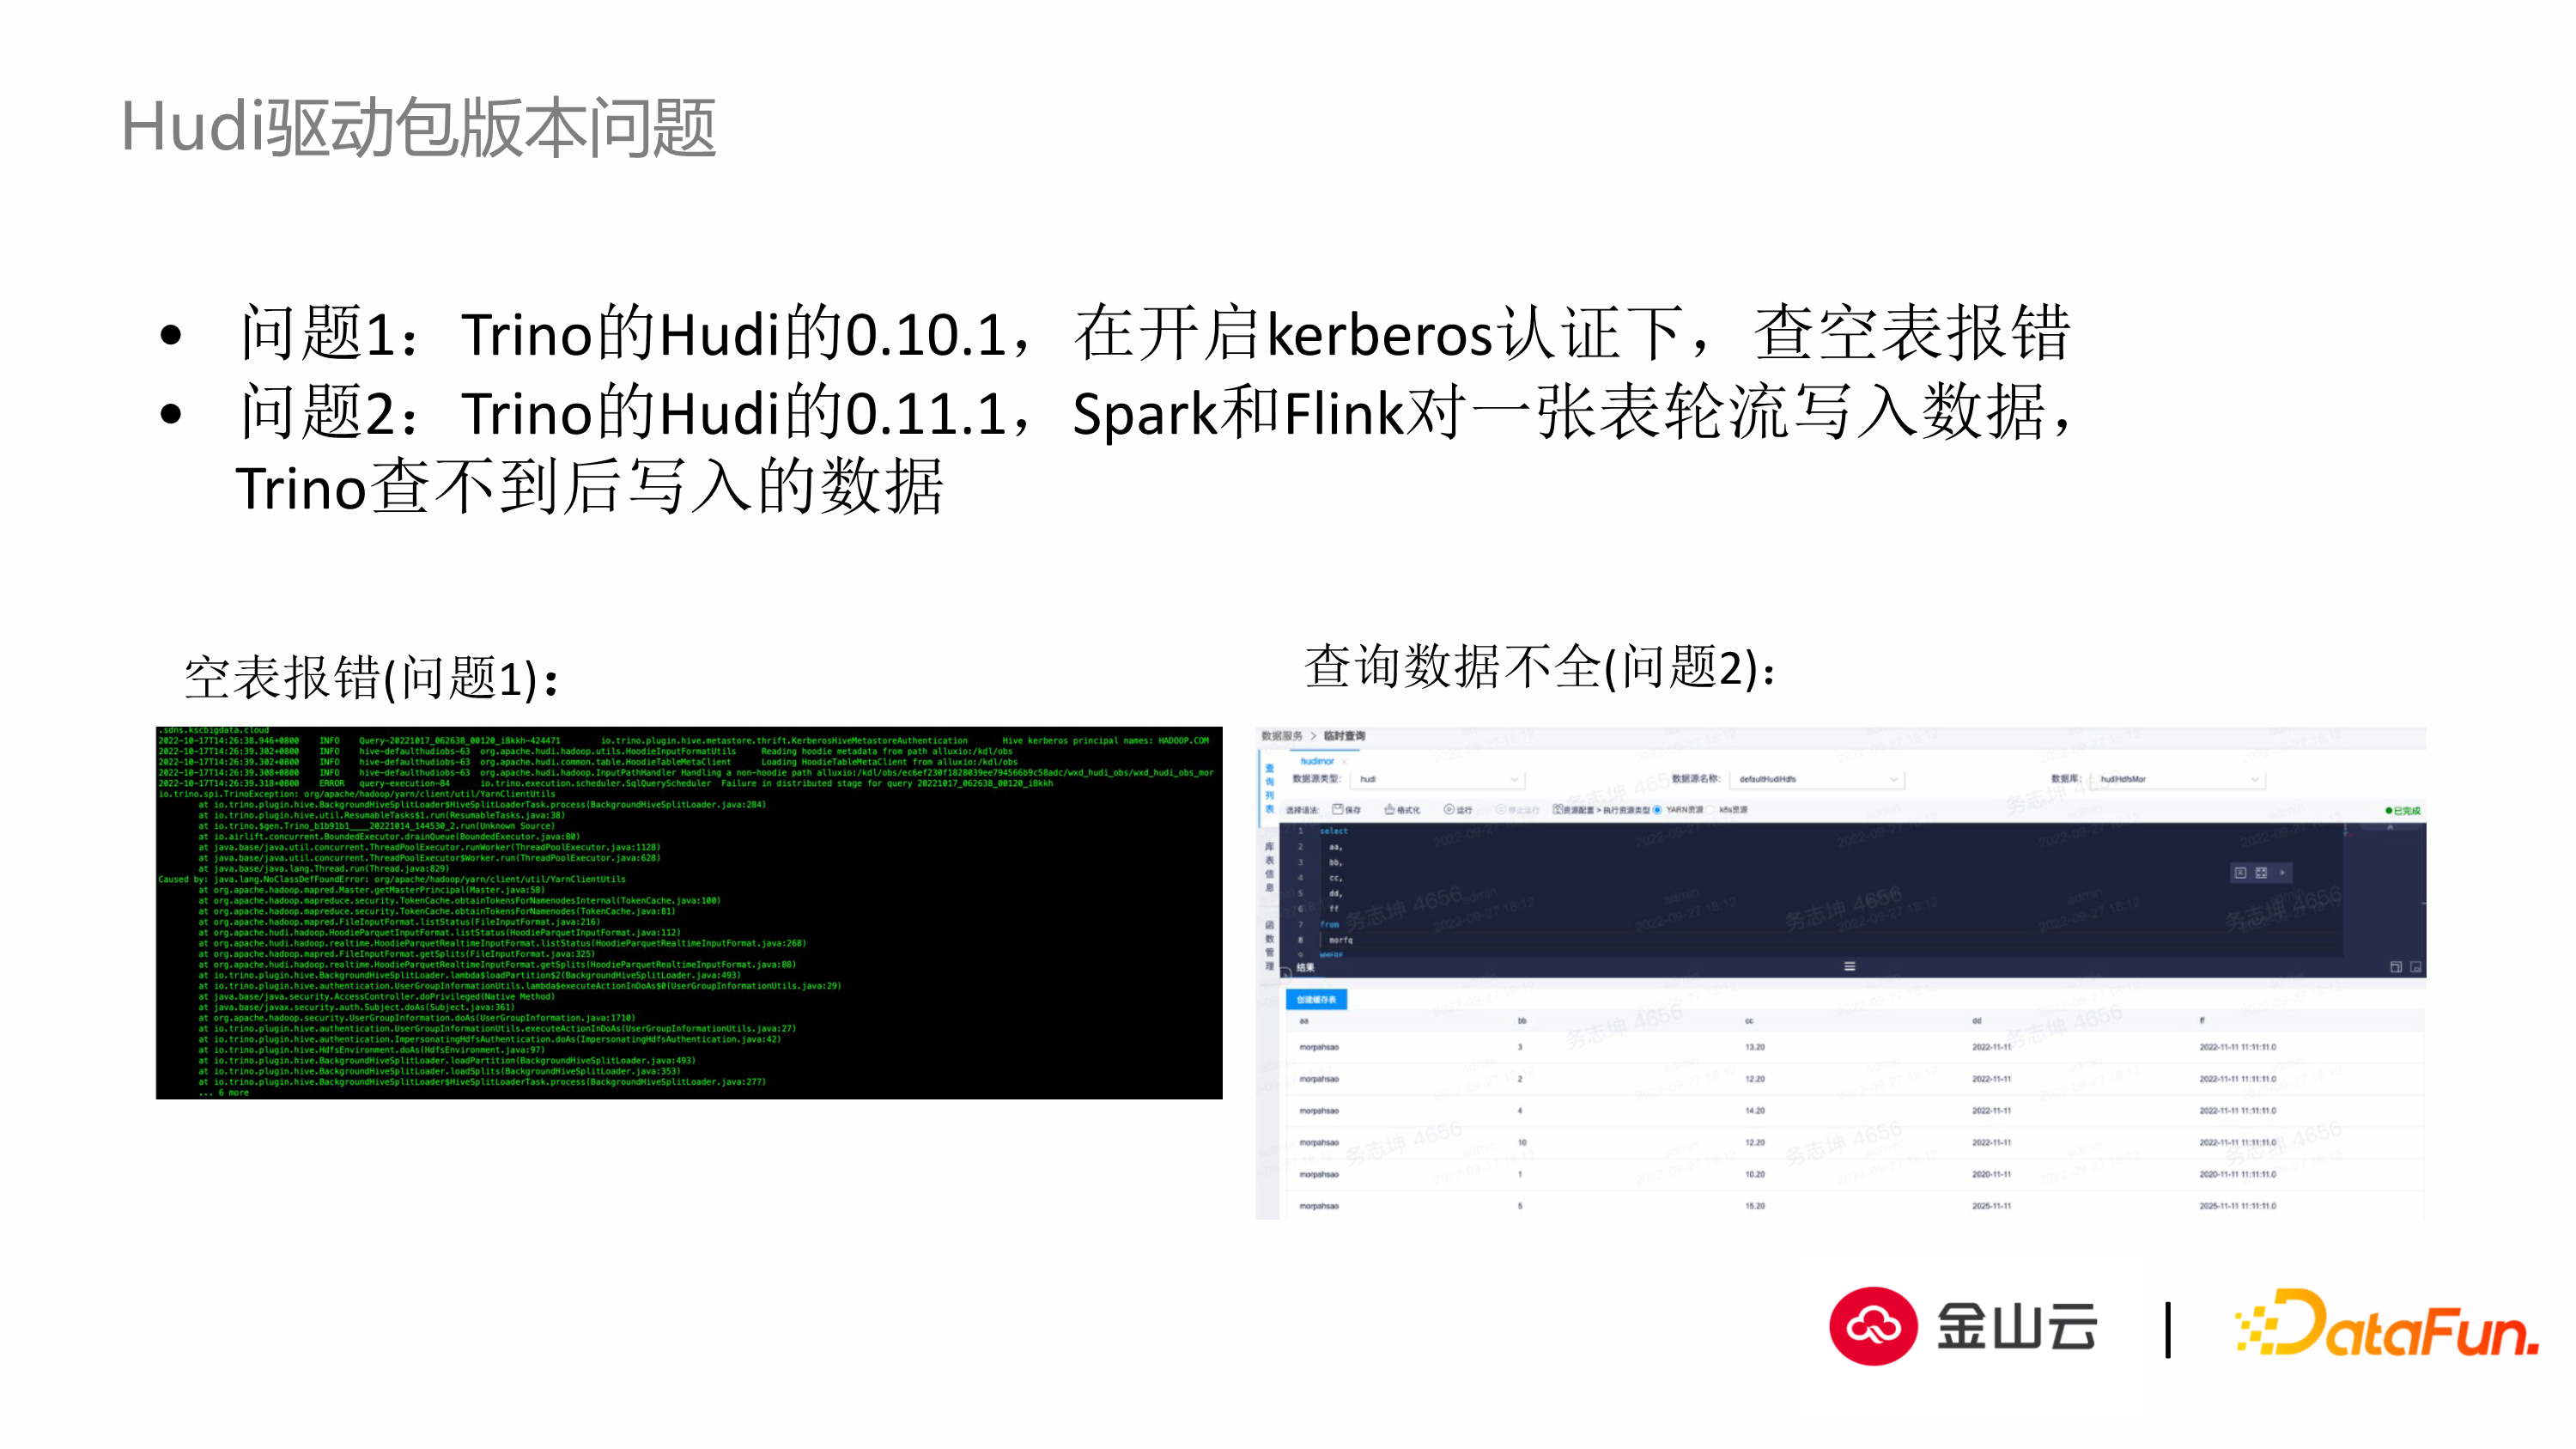 Hudi驱动包版本问题
• 问题1：Trino的Hudi的0.10.1，在开启kerberos认证下，查空表报错
• 问题2：Trino的Hudi的0.11.1，Spark和Flink对一张表轮流写入数据，
Trino查不到后写入的数据
空表报错(问题1)：
.sdns.kscbigdata.cloud
2022-10-17T14:26:38.946+0800 INFO Query-20221017_062638_00120_i8kkh-424471 io.trino.plugin.hive.metastore.thrift.KerberosHiveMetastoreAuthentication Hive kerberos principal names: HADOOP.COM
2022-10-17T14:26:39.302+0800 INFO hive-defaulthudiobs-63 org.apache.hudi.hadoop.utils.HoodieInputFormatUtils Reading hoodie metadata from path alluxio:/kdl/obs
2022-10-17T14:26:39.302+0800 INFO hive-defaulthudiobs-63 org.apache.hudi.common.table.HoodieTableMetaClient Loading HoodieTableMetaClient from alluxio:/kdl/obs
2022-10-17T14:26:39.308+0800 INFO hive-defaulthudiobs-63 org.apache.hudi.hadoop.InputPathHandler Handling a non-hoodie path alluxio:/kdl/obs/ec6ef230f1828039ee794566b9c58adc/wxd_hudi_obs/wxd_hudi_obs_mor
2022-10-17T14:26:39.318+0800 ERROR query-execution-84 io.trino.execution.scheduler.SqlQueryScheduler Failure in distributed stage for query 20221017_062638_00120_i8kkh
io.trino.spi.TrinoException: org/apache/hadoop/yarn/client/util/YarnClientUtils
at io.trino.plugin.hive.BackgroundHiveSplitLoader$HiveSplitLoaderTask.process(BackgroundHiveSplitLoader.java:284)
at io.trino.plugin.hive.util.ResumableTasks$1.run(ResumableTasks.java:38)
at io.trino.$gen.Trino_b1b91b1____20221014_144530_2.run(Unknown Source)
at io.airlift.concurrent.BoundedExecutor.drainQueue(BoundedExecutor.java:80)
at java.base/java.util.concurrent.ThreadPoolExecutor.runWorker(ThreadPoolExecutor.java:1128)
at java.base/java.util.concurrent.ThreadPoolExecutor$Worker.run(ThreadPoolExecutor.java:628)
at java.base/java.lang.Thread.run(Thread.java:829)
Caused by: java.lang.NoClassDefFoundError: org/apache/hadoop/yarn/client/util/YarnClientUtils
at org.apache.hadoop.mapred.Master.getMasterPrincipal(Master.java:58)
at org.apache.hadoop.mapreduce.security.TokenCache.obtainTokensForNamenodesInternal(TokenCache.java:100)
at org.apache.hadoop.mapreduce.security.TokenCache.obtainTokensForNamenodes(TokenCache.java:81)
at org.apache.hadoop.mapred.FileInputFormat.listStatus(FileInputFormat.java:216)
at org.apache.hudi.hadoop.HoodieParquetInputFormat.listStatus(HoodieParquetInputFormat.java:112)
at org.apache.hudi.hadoop.realtime.HoodieParquetRealtimeInputFormat.listStatus(HoodieParquetRealtimeInputFormat.java:268)
at org.apache.hadoop.mapred.FileInputFormat.getSplits(FileInputFormat.java:325)
at org.apache.hudi.hadoop.realtime.HoodieParquetRealtimeInputFormat.getSplits(HoodieParquetRealtimeInputFormat.java:88)
at io.trino.plugin.hive.BackgroundHiveSplitLoader.lambda$loadPartition$2(BackgroundHiveSplitLoader.java:493)
at io.trino.plugin.hive.authentication.UserGroupInformationUtils.lambda$executeActionInDoAs$0(UserGroupInformationUtils.java:29)
at java.base/java.security.AccessController.doPrivileged(Native Method)
at java.base/javax.security.auth.Subject.doAs(Subject.java:361)
at org.apache.hadoop.security.UserGroupInformation.doAs(UserGroupInformation.java:1710)
at io.trino.plugin.hive.authentication.UserGroupInformationUtils.executeActionInDoAs(UserGroupInformationUtils.java:27)
at io.trino.plugin.hive.authentication.ImpersonatingHdfsAuthentication.doAs(ImpersonatingHdfsAuthentication.java:42)
at io.trino.plugin.hive.HdfsEnvironment.doAs(HdfsEnvironment.java:97)
at io.trino.plugin.hive.BackgroundHiveSplitLoader.loadPartition(BackgroundHiveSplitLoader.java:493)
at io.trino.plugin.hive.BackgroundHiveSplitLoader.loadSplits(BackgroundHiveSplitLoader.java:353)
at io.trino.plugin.hive.BackgroundHiveSplitLoader$HiveSplitLoaderTask.process(BackgroundHiveSplitLoader.java:277)
... 6 more
查询数据不全(问题2)：
数据服务 > 临时查询
查询列表
库表信息
函数管理
hudimor
数据源类型: hudi 数据源名称: defaultHudiHdfs 数据库: hudiHdfsMor
选择语法: 保存 格式化 运行 停止运行 资源配置 > 执行资源类型 YARN资源 k8s资源 已完成
1 select
2 aa,
3 bb,
4 cc,
5 dd,
6 ff
7 from
8 morfq
9 WHERE
结果
创建缓存表
aa bb cc dd ff
morpahsao 3 13.20 2022-11-11 2022-11-11 11:11:11.0
morpahsao 2 12.20 2022-11-11 2022-11-11 11:11:11.0
morpahsao 4 14.20 2022-11-11 2022-11-11 11:11:11.0
morpahsao 10 12.20 2022-11-11 2022-11-11 11:11:11.0
morpahsao 1 10.20 2020-11-11 2020-11-11 11:11:11.0
morpahsao 5 15.20 2025-11-11 2025-11-11 11:11:11.0
金山云 | DataFun.